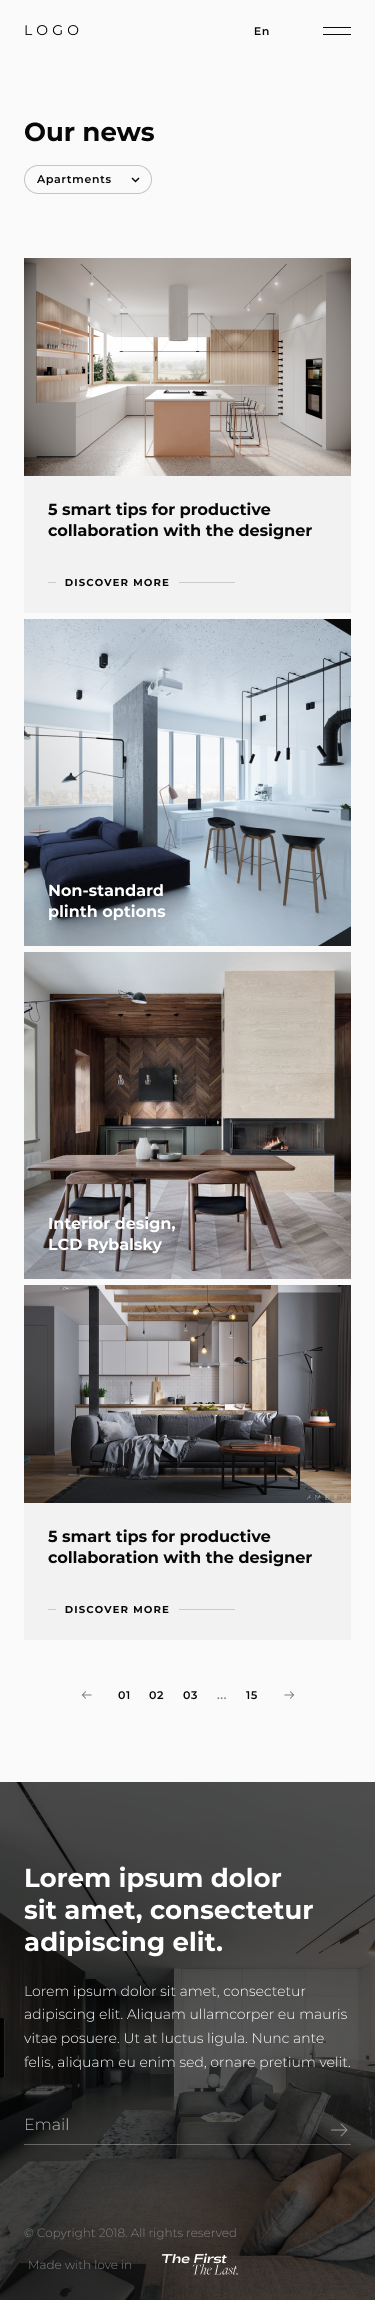 LOGO
En
Our news
Apartments
5 smart tips for productive
collaboration with the designer
DISCOVER MORE
Non-standard
plinth options
Interior design,
LCD Rybalsky
5 smart tips for productive
collaboration with the designer
DISCOVER MORE
01 02 03 ... 15
Lorem ipsum dolor
sit amet, consectetur
adipiscing elit.
Lorem ipsum dolor sit amet, consectetur
adipiscing elit. Aliquam ullamcorper eu mauris
vitae posuere. Ut at luctus ligula. Nunc ante
felis, aliquam eu enim sed, ornare pretium velit.
Email
© Copyright 2018. All rights reserved
Made with love in
The First
The Last.